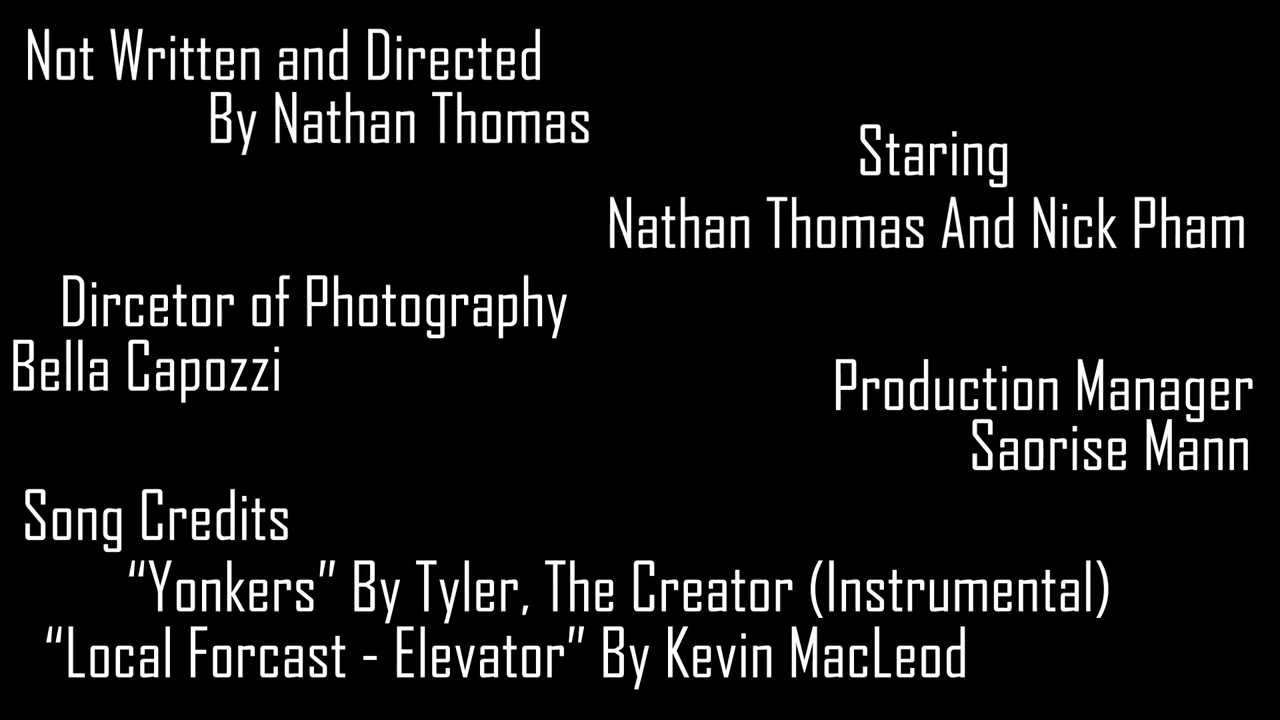 Not Written and Directed
By Nathan Thomas
Staring
Nathan Thomas And Nick Pham
Dircetor of Photography
Bella Capozzi
Production Manager
Saorise Mann
Song Credits
“Yonkers” By Tyler, The Creator (Instrumental)
“Local Forcast - Elevator” By Kevin MacLeod